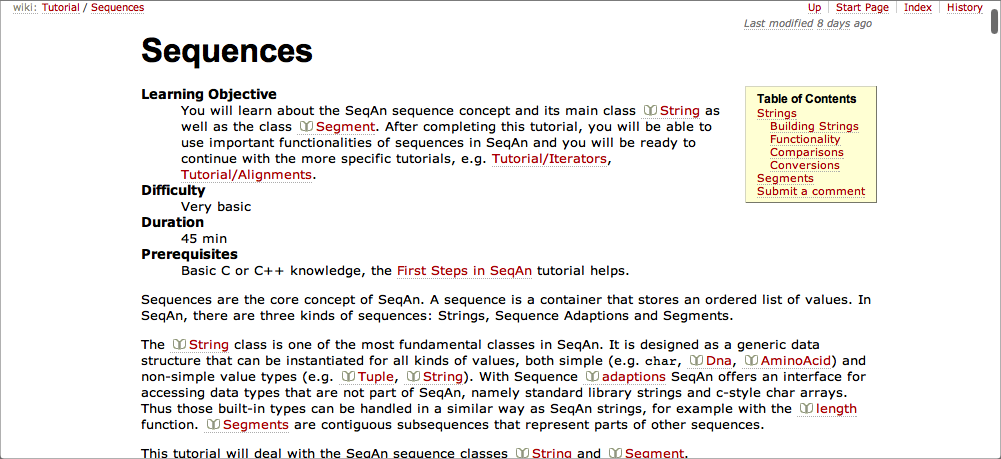 wiki: Tutorial / Sequences
Up Start Page Index History
Last modified 8 days ago
Sequences
Learning Objective
You will learn about the SeqAn sequence concept and its main class String as
well as the class Segment. After completing this tutorial, you will be able to
use important functionalities of sequences in SeqAn and you will be ready to
continue with the more specific tutorials, e.g. Tutorial/Iterators,
Tutorial/Alignments.
Difficulty
Very basic
Duration
45 min
Prerequisites
Basic C or C++ knowledge, the First Steps in SeqAn tutorial helps.
Table of Contents
Strings
Building Strings
Functionality
Comparisons
Conversions
Segments
Submit a comment
Sequences are the core concept of SeqAn. A sequence is a container that stores an ordered list of values. In
SeqAn, there are three kinds of sequences: Strings, Sequence Adaptions and Segments.
The String class is one of the most fundamental classes in SeqAn. It is designed as a generic data
structure that can be instantiated for all kinds of values, both simple (e.g. char, Dna, AminoAcid) and
non-simple value types (e.g. Tuple, String). With Sequence adaptions SeqAn offers an interface for
accessing data types that are not part of SeqAn, namely standard library strings and c-style char arrays.
Thus those built-in types can be handled in a similar way as SeqAn strings, for example with the length
function. Segments are contiguous subsequences that represent parts of other sequences.
This tutorial will deal with the SeqAn sequence classes String and Segment.